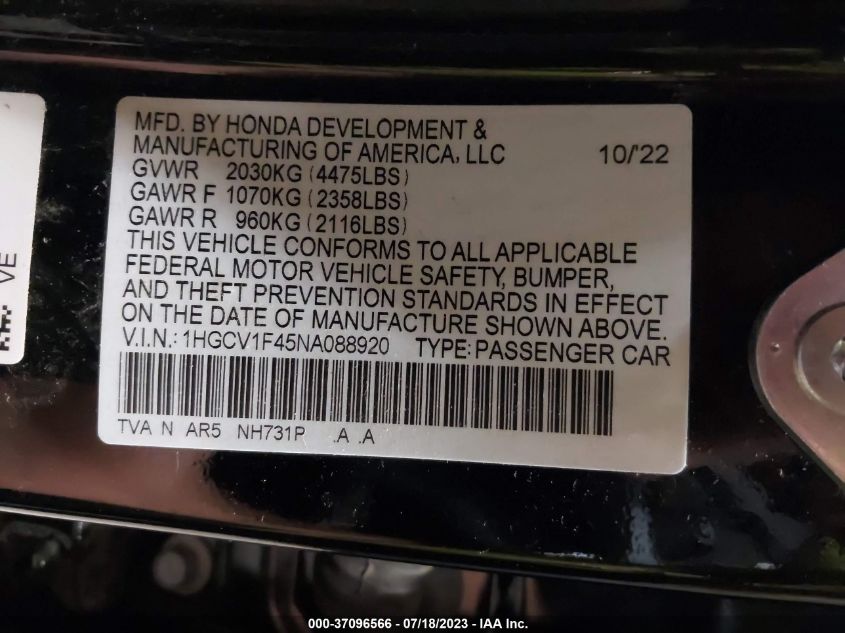 MFD. BY HONDA DEVELOPMENT &
MANUFACTURING OF AMERICA, LLC 10/'22
GVWR 2030KG (4475LBS)
GAWR F 1070KG (2358LBS)
GAWR R 960KG (2116LBS)
THIS VEHICLE CONFORMS TO ALL APPLICABLE
FEDERAL MOTOR VEHICLE SAFETY, BUMPER,
AND THEFT PREVENTION STANDARDS IN EFFECT
ON THE DATE OF MANUFACTURE SHOWN ABOVE.
V.I.N.: 1HGCV1F45NA088920 TYPE: PASSENGER CAR
TVA N AR5 NH731P .A .A
VE
000-37096566 - 07/18/2023 - IAA Inc.